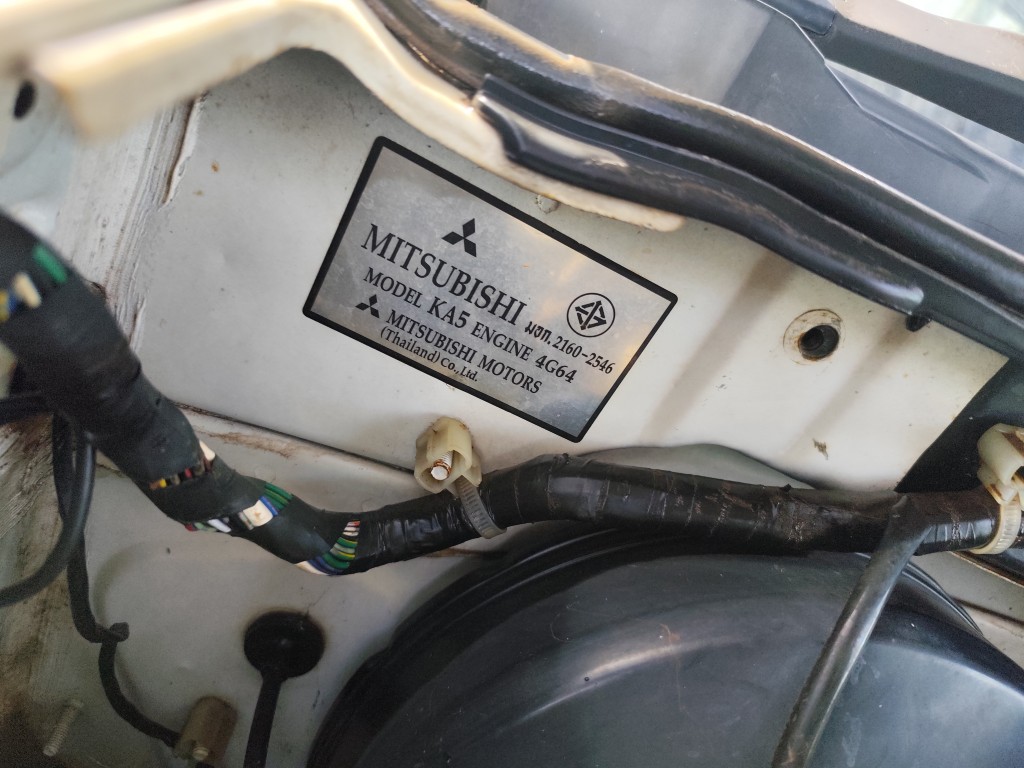 MITSUBISHI มอก. 2160-2546
MODEL KA5 ENGINE 4G64
MITSUBISHI MOTORS
(Thailand) Co., Ltd.